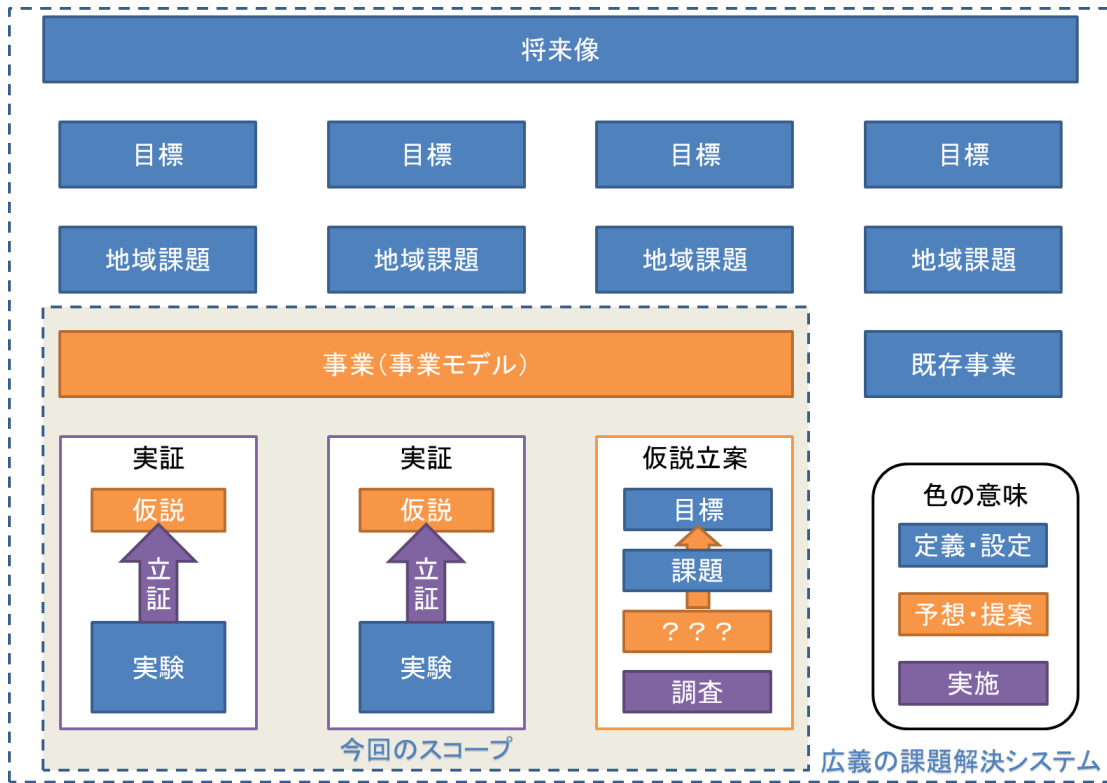 将来像
目標
目標
目標
目標
地域課題
地域課題
地域課題
地域課題
事業(事業モデル)
既存事業
実証
仮説
立
証
実験
実証
仮説
立
証
実験
仮説立案
目標
課題
???
調査
色の意味
定義・設定
予想・提案
実施
今回のスコープ
広義の課題解決システム